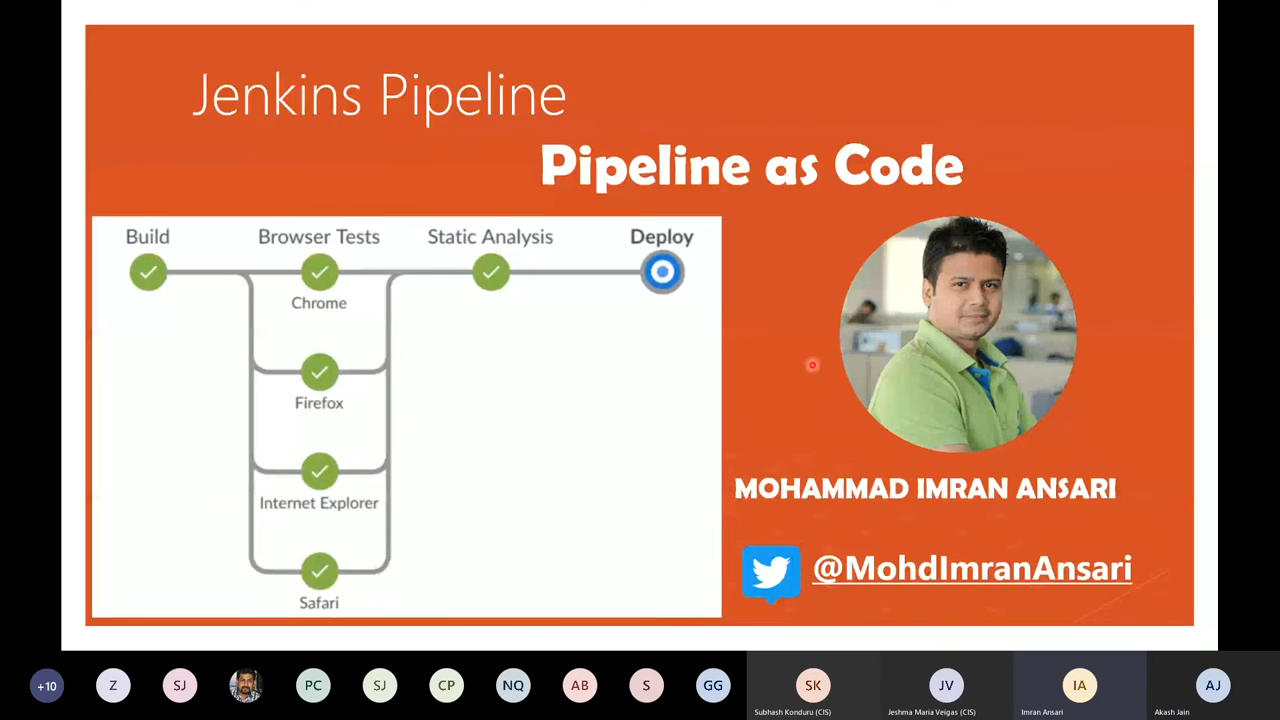 Jenkins Pipeline
Pipeline as Code
Build Browser Tests Static Analysis Deploy
Chrome
Firefox
Internet Explorer
Safari
MOHAMMAD IMRAN ANSARI
@MohdImranAnsari
+10 Z SJ PC SJ CP NQ AB S GG SK JV IA AJ
Subhash Konduru (CIS) Jeshma Maria Veigas (CIS) Imran Ansari Akash Jain